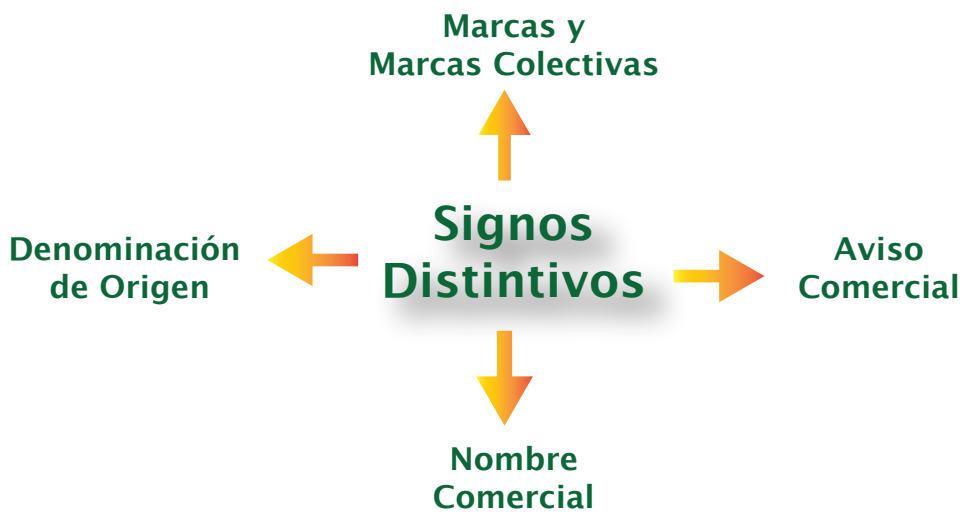 Marcas y
Marcas Colectivas
Signos
Distintivos
Denominación
de Origen
Aviso
Comercial
Nombre
Comercial